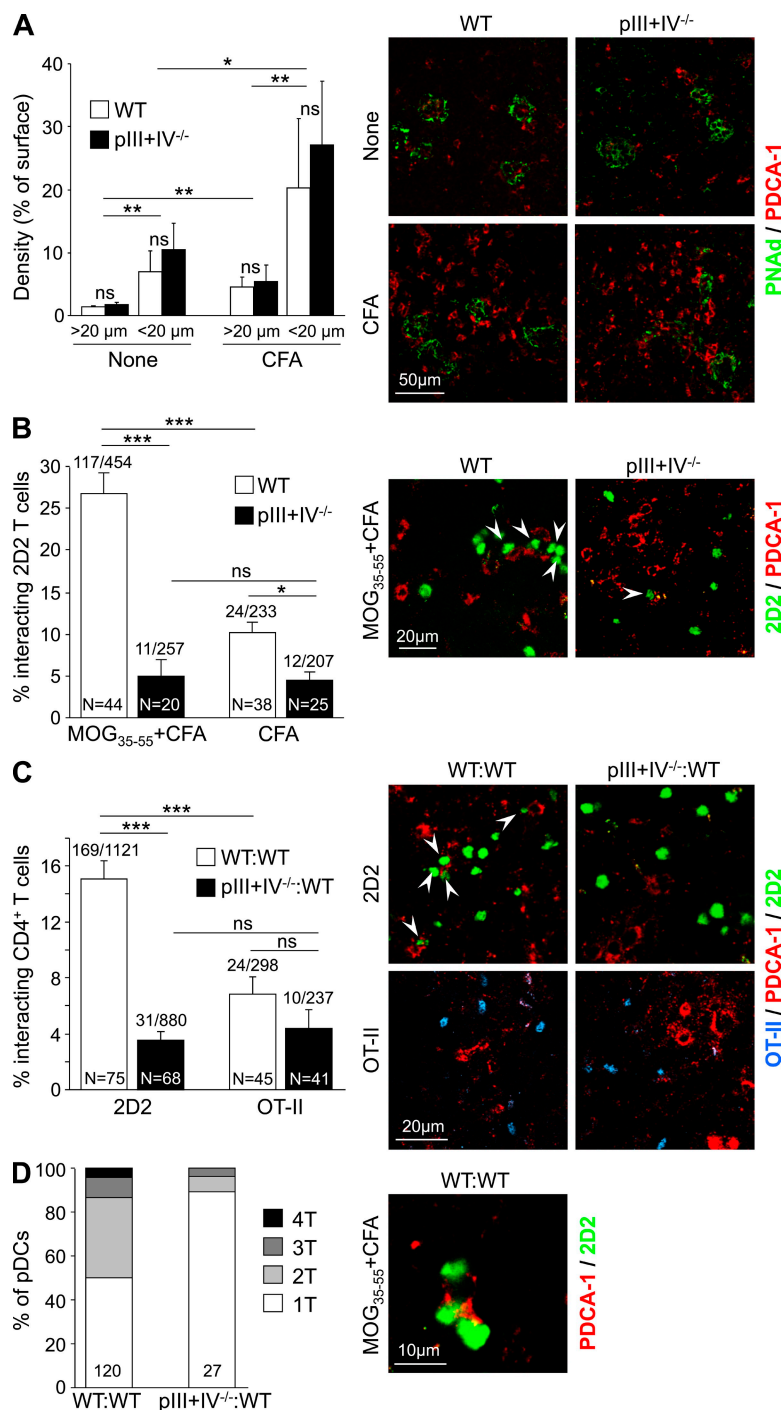 A
WT pIII+IV-/-
Density (% of surface)
40
30
20
10
0
WT
pIII+IV-/-
*
**
ns
**
**
ns
ns
ns
>20 µm <20 µm >20 µm <20 µm
None CFA
None
CFA
50µm
PNAd / PDCA-1
B
% interacting 2D2 T cells
30
25
20
15
10
5
0
***
***
117/454
WT
pIII+IV-/-
ns
*
24/233
11/257
12/207
N=44 N=20 N=38 N=25
MOG35-55+CFA CFA
WT pIII+IV-/-
MOG35-55+CFA
20µm
2D2 / PDCA-1
C
% interacting CD4+ T cells
16
12
8
4
0
***
***
169/1121
WT:WT
pIII+IV-/-:WT
ns
ns
24/298
31/880
10/237
N=75 N=68 N=45 N=41
2D2 OT-II
WT:WT pIII+IV-/-:WT
2D2
OT-II
20µm
OT-II / PDCA-1 / 2D2
D
% of pDCs
100
80
60
40
20
0
120 27
WT:WT pIII+IV-/-:WT
4T
3T
2T
1T
WT:WT
MOG35-55+CFA
10µm
PDCA-1 / 2D2